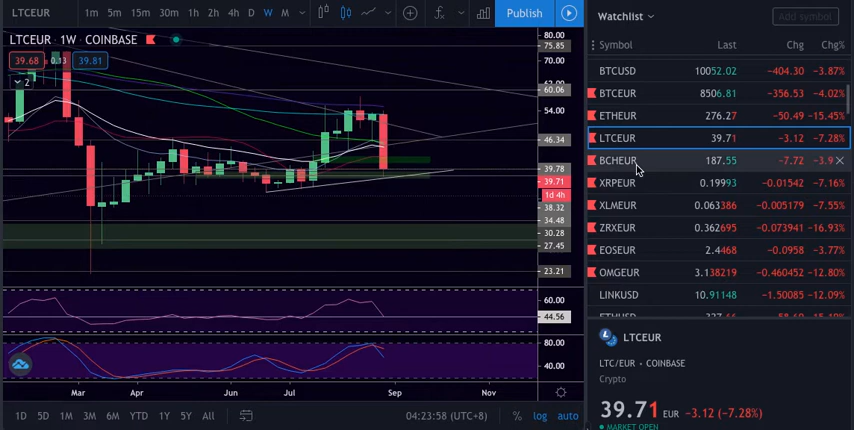 LTCEUR 1m 5m 15m 30m 1h 2h 4h D W M Publish
LTCEUR · 1W · COINBASE
39.68 0.13 39.81
2
80.00
75.85
70.00
60.06
54.00
46.34
39.78
39.71
1d 4h
38.32
34.48
30.28
27.45
23.21
60.00
44.56
80.00
40.00
Mar Apr Jun Jul Sep Nov
1D 5D 1M 3M 6M YTD 1Y 5Y All 04:23:58 (UTC+8) % log auto
Watchlist Add symbol
Symbol Last Chg Chg%
BTCUSD 10052.02 −404.30 −3.87%
BTCEUR 8506.81 −356.53 −4.02%
ETHEUR 276.27 −50.49 −15.45%
LTCEUR 39.71 −3.12 −7.28%
BCHEUR 187.55 −7.72 −3.9
XRPEUR 0.19993 −0.01542 −7.16%
XLMEUR 0.063386 −0.005179 −7.55%
ZRXEUR 0.362695 −0.073941 −16.93%
EOSEUR 2.4468 −0.0958 −3.77%
OMGEUR 3.138219 −0.460452 −12.80%
LINKUSD 10.91148 −1.50085 −12.09%
LTCEUR
LTC/EUR · COINBASE
Crypto
39.71 EUR −3.12 (−7.28%)
MARKET OPEN